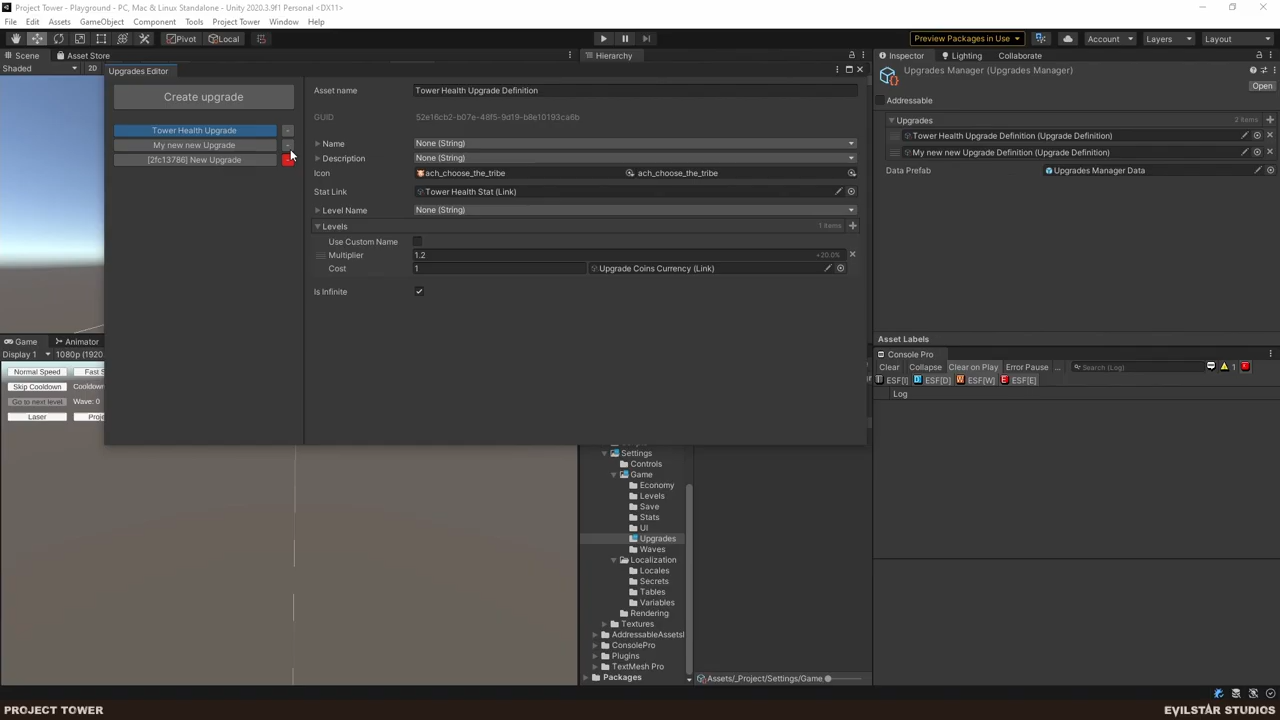 Project Tower - Playground - PC, Mac & Linux Standalone - Unity 2020.3.9f1 Personal <DX11>
File Edit Assets GameObject Component Tools Project Tower Window Help
Pivot Local Preview Packages in Use Account Layers Layout
Scene Asset Store Hierarchy Inspector Lighting Collaborate
Shaded 2D
Upgrades Editor
Create upgrade
Tower Health Upgrade -
My new new Upgrade -
[2fc13786] New Upgrade
Asset name Tower Health Upgrade Definition
GUID 52e16cb2-b07e-48f5-9d19-b8e10193ca6b
Name None (String)
Description None (String)
Icon ach_choose_the_tribe ach_choose_the_tribe
Stat Link Tower Health Stat (Link)
Level Name None (String)
Levels 1 Items
Use Custom Name
Multiplier 1.2 +20.0%
Cost 1 Upgrade Coins Currency (Link)
Is Infinite
Upgrades Manager (Upgrades Manager)
Open
Addressable
Upgrades 2 Items
Tower Health Upgrade Definition (Upgrade Definition)
My new new Upgrade Definition (Upgrade Definition)
Data Prefab Upgrades Manager Data
Asset Labels
Console Pro
Clear Collapse Clear on Play Error Pause ... Search (Log) 1
ESF[I] ESF[D] ESF[W] ESF[E]
Log
Game Animator
Display 1 1080p (1920
Normal Speed Fast S
Skip Cooldown Cooldown
Go to next level Wave: 0
Laser Proje
Settings
Controls
Game
Economy
Levels
Save
Stats
UI
Upgrades
Waves
Localization
Locales
Secrets
Tables
Variables
Rendering
Textures
AddressableAssetsI
ConsolePro
Plugins
TextMesh Pro
Packages
Assets/_Project/Settings/Game
PROJECT TOWER
EVILSTAR STUDIOS